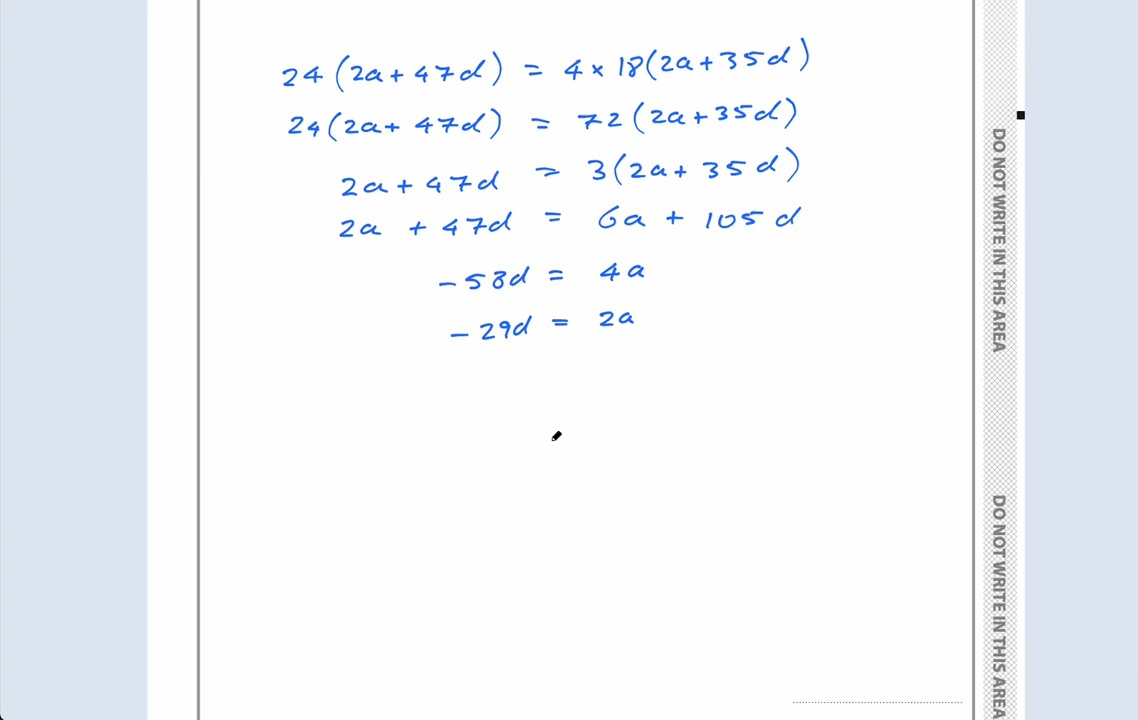 24(2a+47d) = 4×18(2a+35d)
24(2a+47d) = 72(2a+35d)
2a+47d = 3(2a+35d)
2a+47d = 6a+105d
-58d = 4a
-29d = 2a
DO NOT WRITE IN THIS AREA
DO NOT WRITE IN THIS AREA